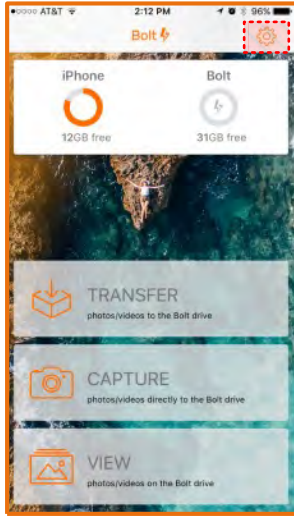 AT&T 2:12 PM 96%
Bolt
iPhone Bolt
12GB free 31GB free
TRANSFER
photos/videos to the Bolt drive
CAPTURE
photos/videos directly to the Bolt drive
VIEW
photos/videos on the Bolt drive